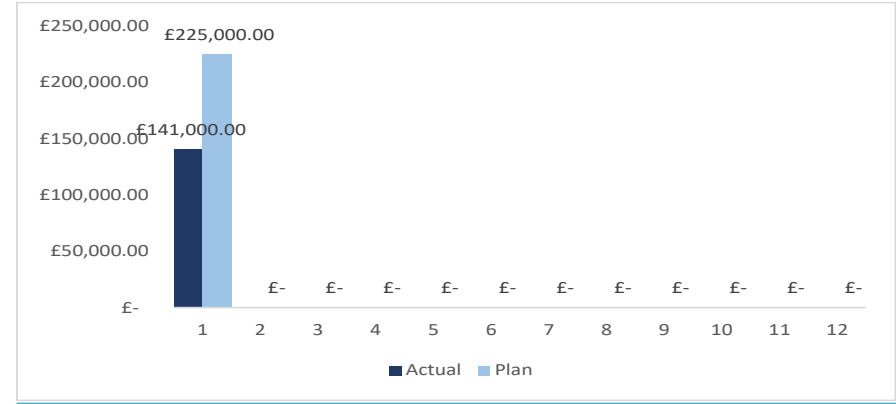 £250,000.00
£225,000.00
£200,000.00
£150,000.00
£141,000.00
£100,000.00
£50,000.00
£- £- £- £- £- £- £- £- £- £- £-
£-
1 2 3 4 5 6 7 8 9 10 11 12
Actual Plan